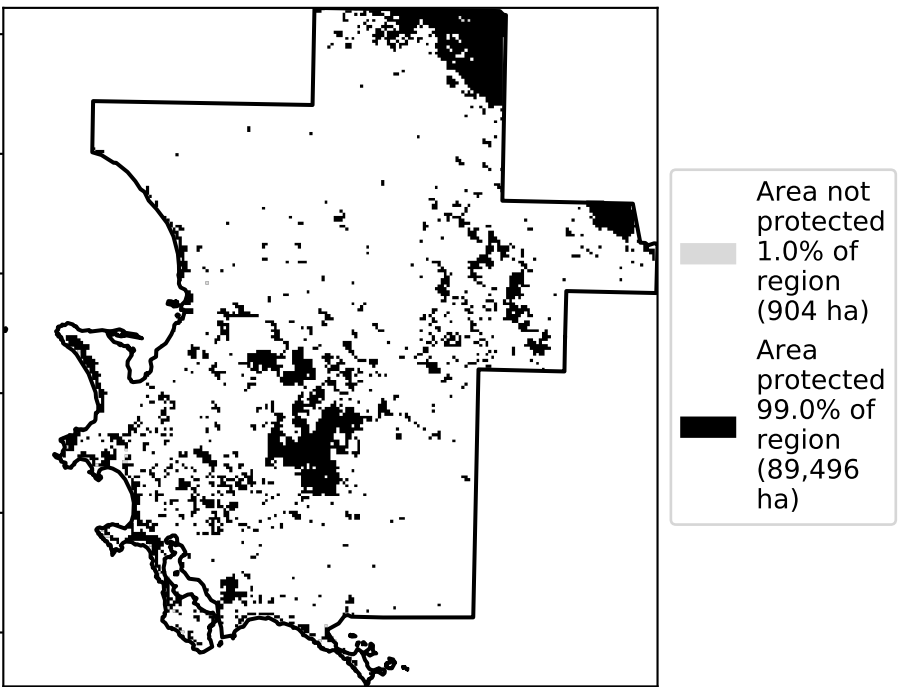 Area not
protected
1.0% of
region
(904 ha)
Area
protected
99.0% of
region
(89,496
ha)